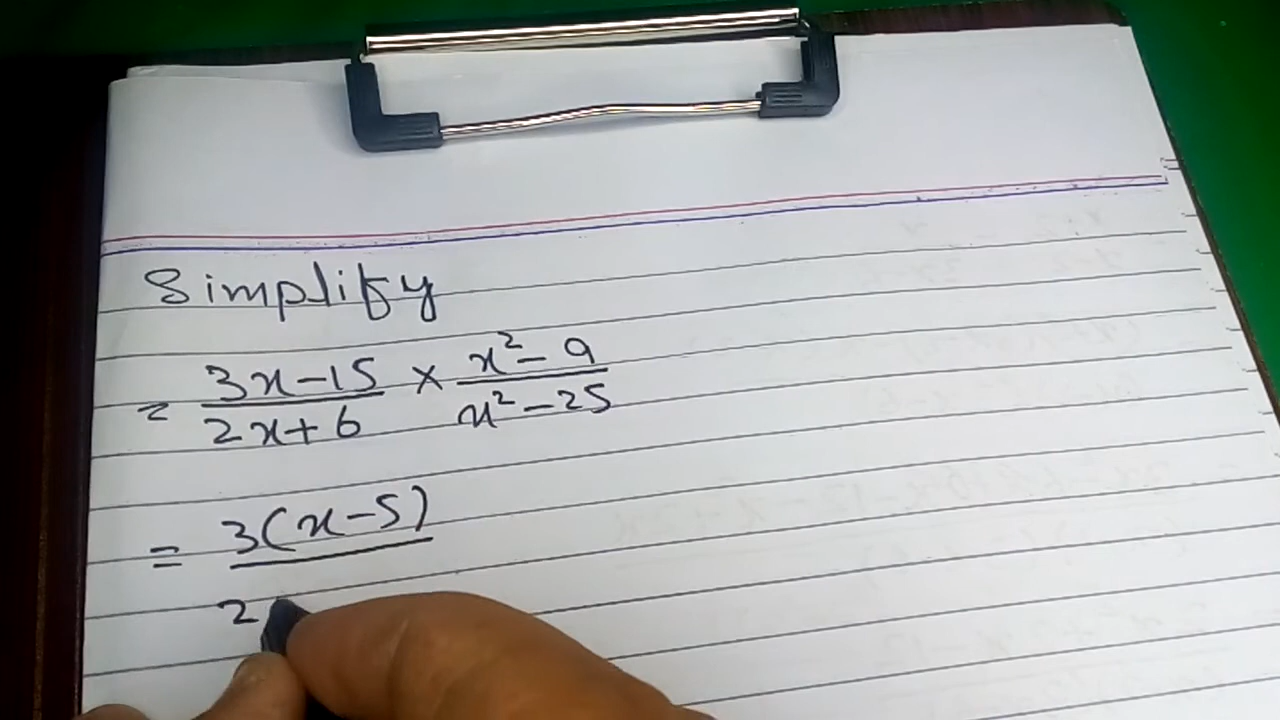 Simplify
= 3x-15/2x+6 × x²-9/x²-25
= 3(x-5)/2